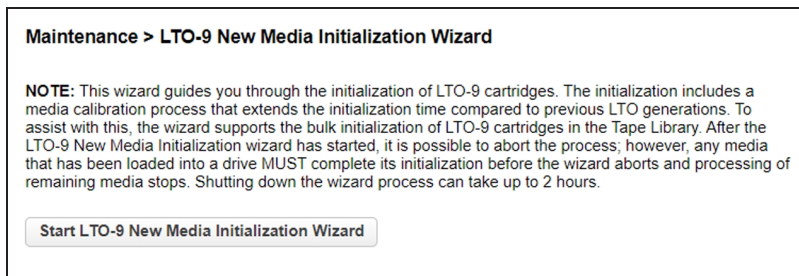 Maintenance > LTO-9 New Media Initialization Wizard
NOTE: This wizard guides you through the initialization of LTO-9 cartridges. The initialization includes a
media calibration process that extends the initialization time compared to previous LTO generations. To
assist with this, the wizard supports the bulk initialization of LTO-9 cartridges in the Tape Library. After the
LTO-9 New Media Initialization wizard has started, it is possible to abort the process; however, any media
that has been loaded into a drive MUST complete its initialization before the wizard aborts and processing of
remaining media stops. Shutting down the wizard process can take up to 2 hours.
Start LTO-9 New Media Initialization Wizard